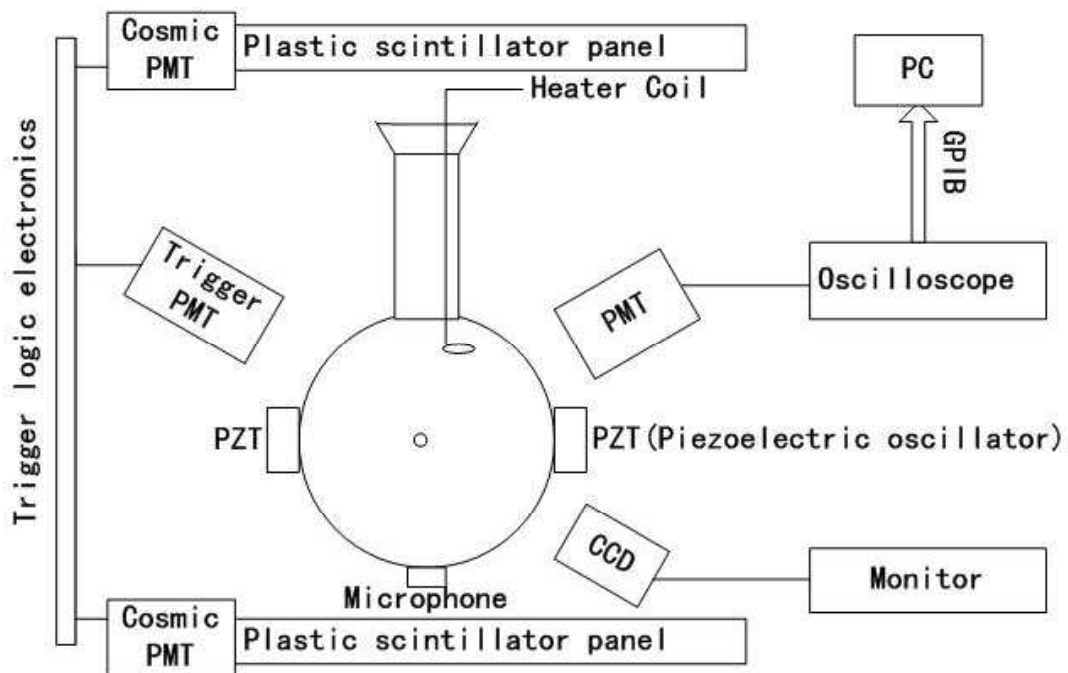 Cosmic
PMT
Plastic scintillator panel
Heater Coil
PC
GPIB
Trigger logic electronics
Trigger
PMT
PMT
Oscilloscope
PZT
PZT(Piezoelectric oscillator)
CCD
Monitor
Microphone
Cosmic
PMT
Plastic scintillator panel